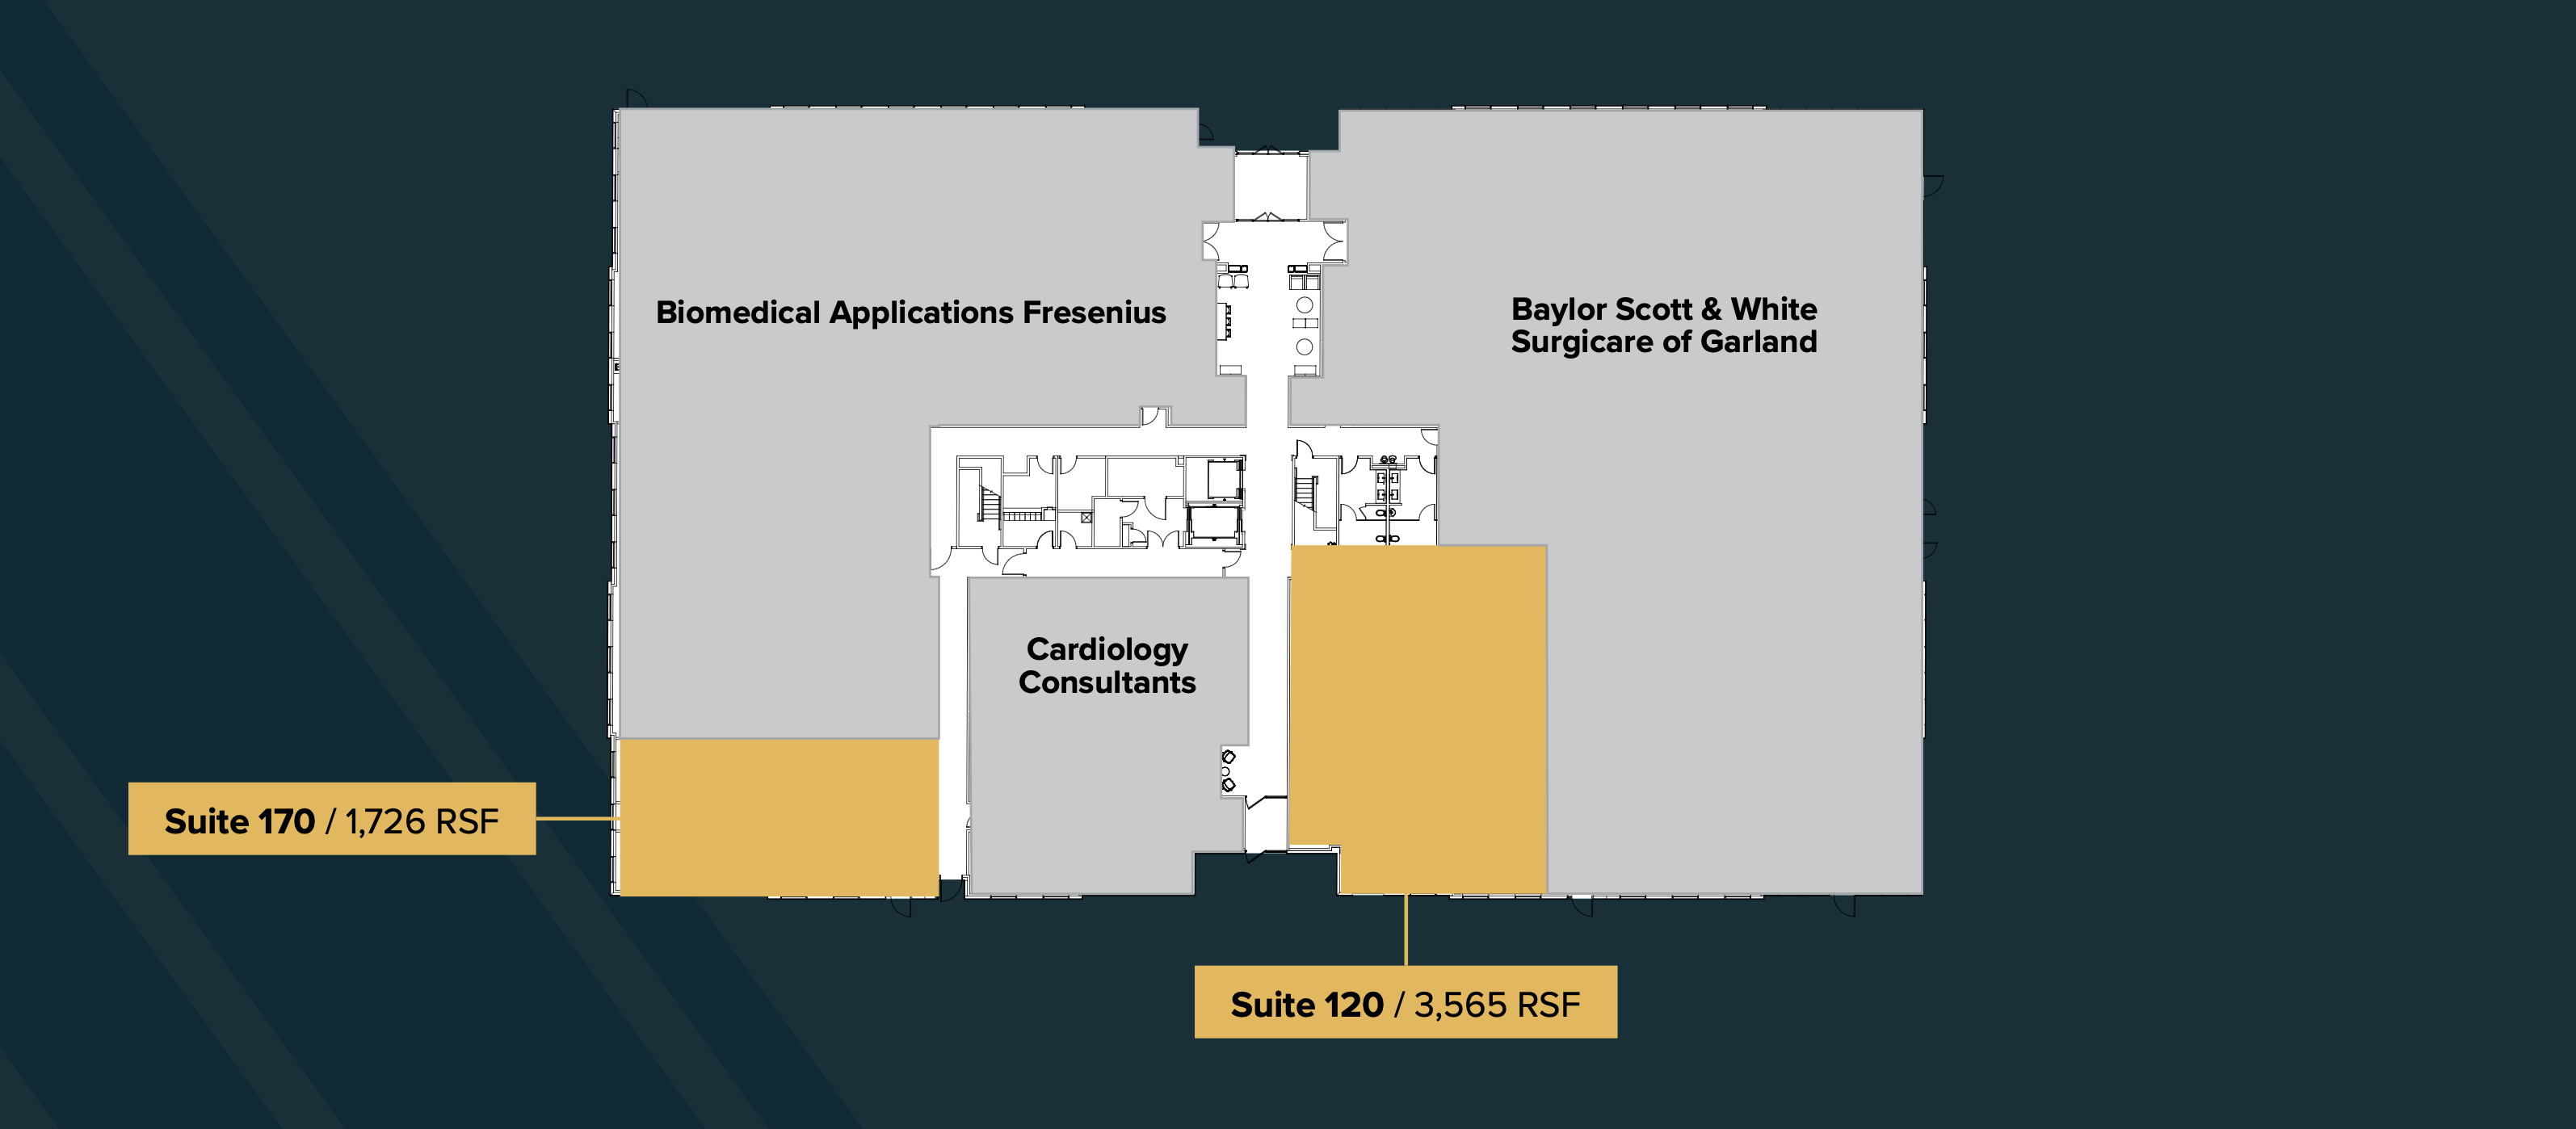 Biomedical Applications Fresenius
Baylor Scott & White
Surgicare of Garland
Cardiology
Consultants
Suite 170 / 1,726 RSF
Suite 120 / 3,565 RSF